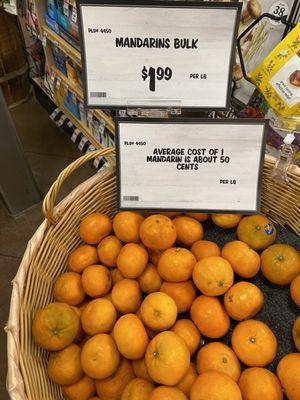 PLU# 4450
MANDARINS BULK
$1.99
PER LB
PLU# 4450
AVERAGE COST OF 1
MANDARIN IS ABOUT 50
CENTS
PER LB
38